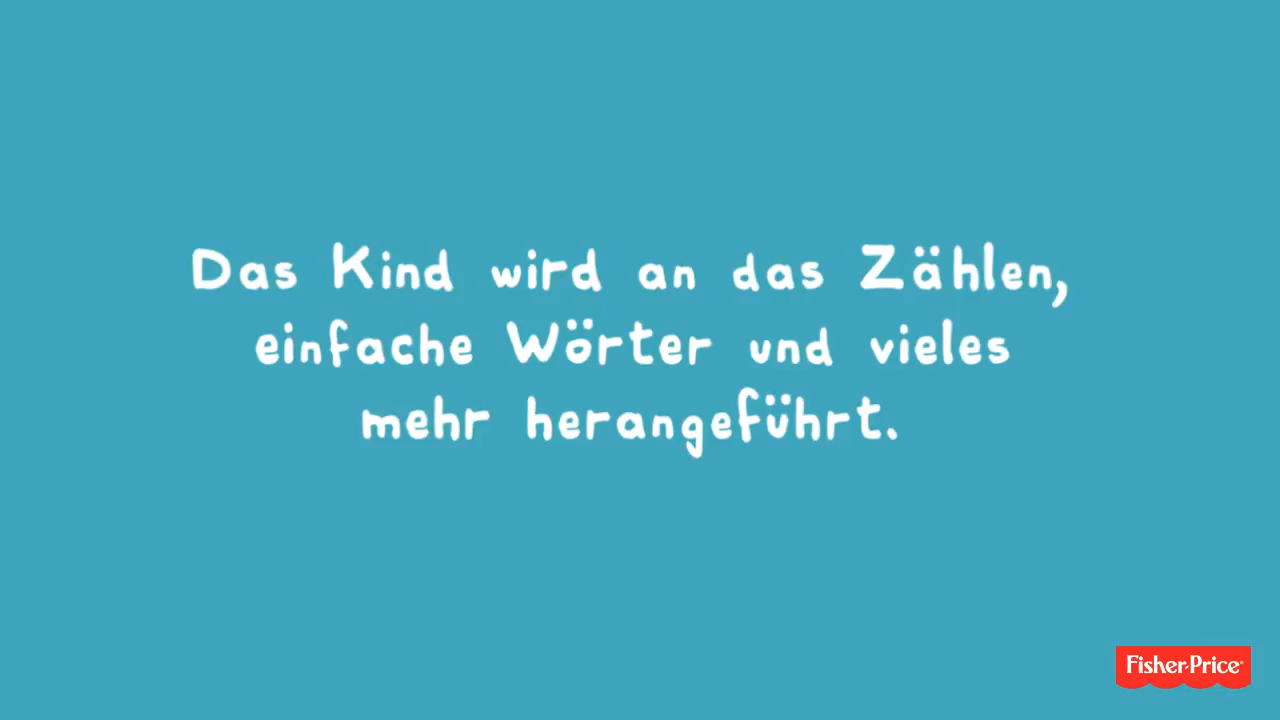 Das Kind wird an das Zählen,
einfache Wörter und vieles
mehr herangeführt.
Fisher-Price